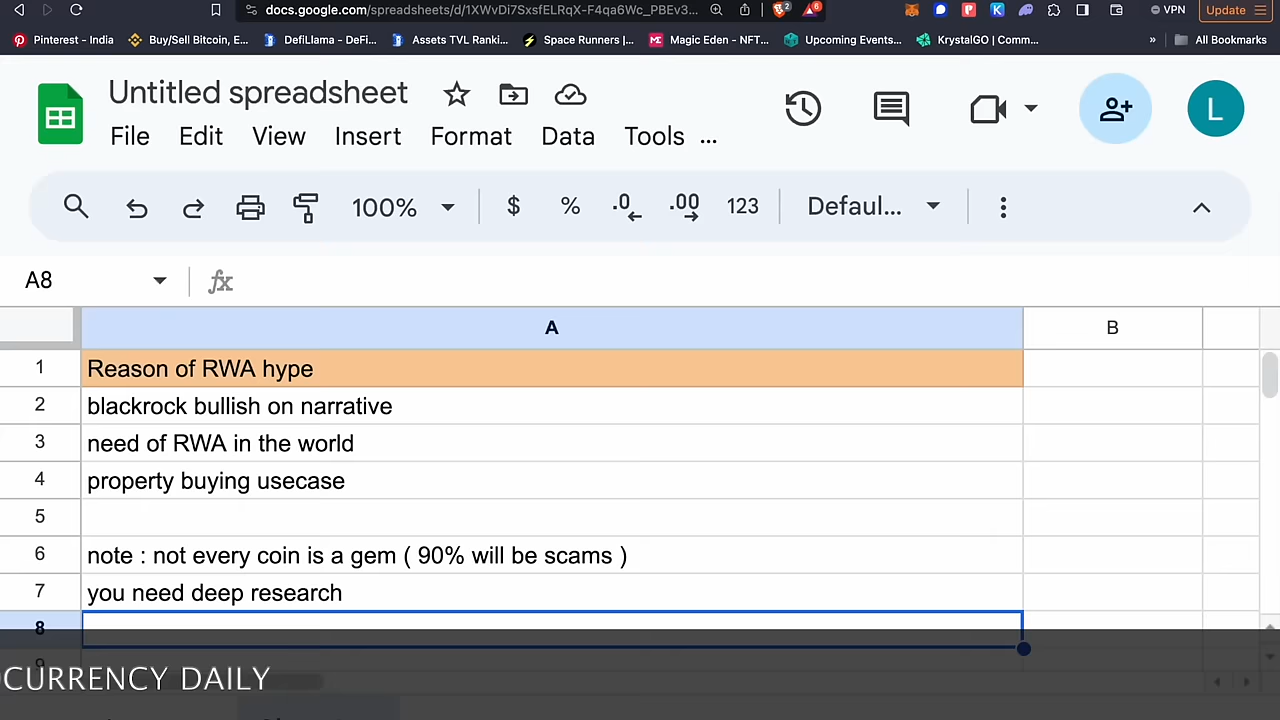 docs.google.com/spreadsheets/d/1XWvDi7SxsfELRqX-F4qa6Wc_PBEv3...
2
6
VPN
Update
Pinterest - India
Buy/Sell Bitcoin, E...
DefiLlama - DeFi...
Assets TVL Ranki...
Space Runners |...
Magic Eden - NFT...
Upcoming Events...
KrystalGO | Comm...
»
All Bookmarks
Untitled spreadsheet
L
File Edit View Insert Format Data Tools ...
100% $ % .0 .00 123 Defaul...
A8 fx
A B
1 Reason of RWA hype
2 blackrock bullish on narrative
3 need of RWA in the world
4 property buying usecase
5
6 note : not every coin is a gem ( 90% will be scams )
7 you need deep research
8
9
CURRENCY DAILY